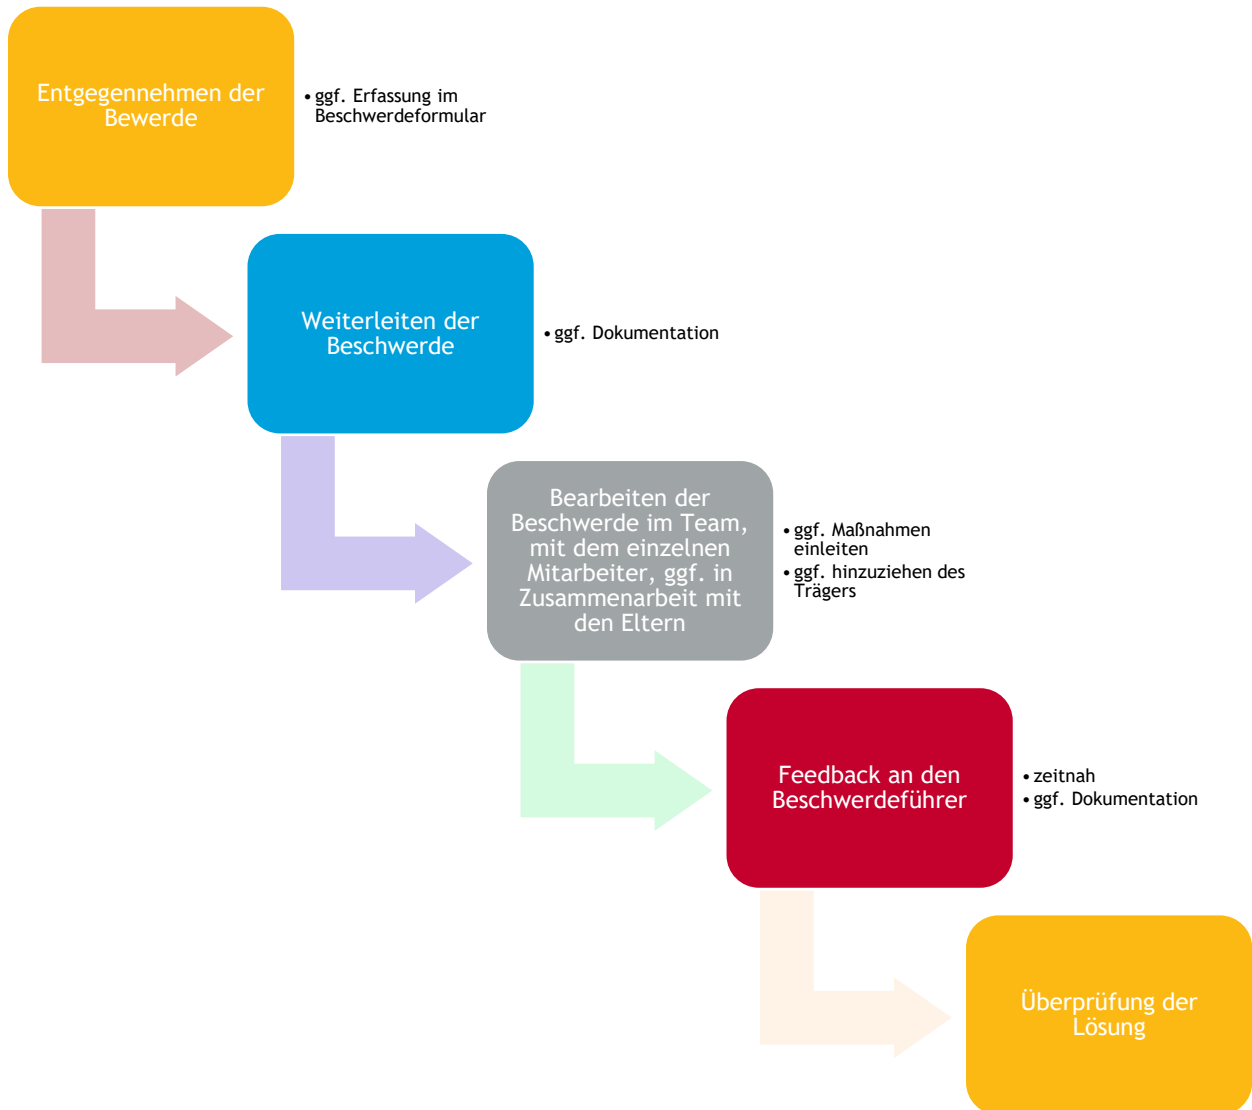 Entgegennehmen der
Bewerde
• ggf. Erfassung im
Beschwerdeformular
Weiterleiten der
Beschwerde
• ggf. Dokumentation
Bearbeiten der
Beschwerde im Team,
mit dem einzelnen
Mitarbeiter, ggf. in
Zusammenarbeit mit
den Eltern
• ggf. Maßnahmen
einleiten
• ggf. hinzuziehen des
Trägers
Feedback an den
Beschwerdeführer
• zeitnah
• ggf. Dokumentation
Überprüfung der
Lösung